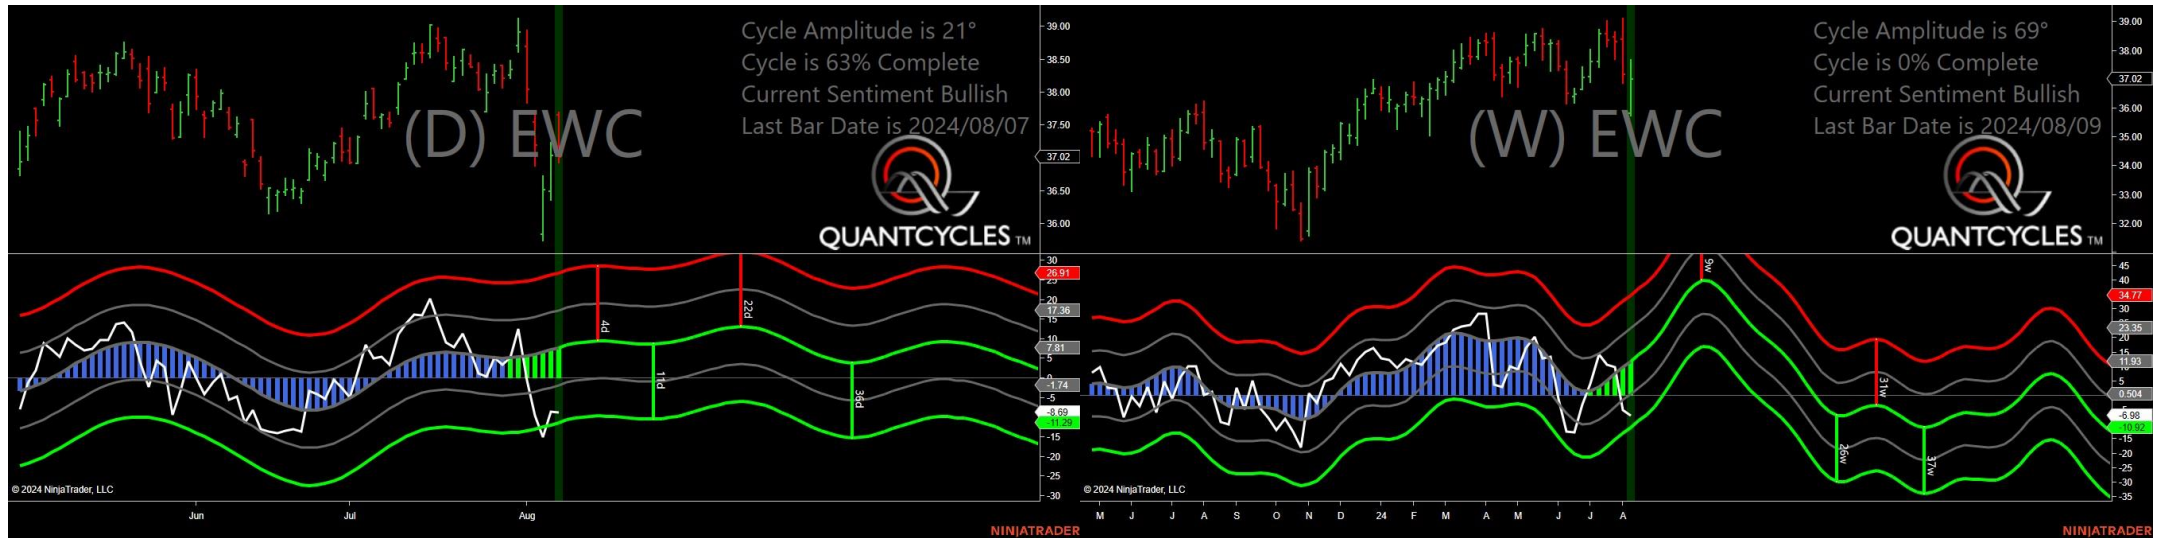 Cycle Amplitude is 21°
Cycle is 63% Complete
Current Sentiment Bullish
Last Bar Date is 2024/08/07
(D) EWC
QUANTCYCLES TM
39.00
38.50
38.00
37.50
37.02
36.50
36.00
30
26.91
20
17.36
15
10
7.81
5
0
-1.74
-5
-8.69
-11.29
-15
-20
-25
-30
4d
11d
22d
36d
© 2024 NinjaTrader, LLC
Jun
Jul
Aug
NINJATRADER
Cycle Amplitude is 69°
Cycle is 0% Complete
Current Sentiment Bullish
Last Bar Date is 2024/08/09
(W) EWC
QUANTCYCLES TM
39.00
38.00
37.02
36.00
35.00
34.00
33.00
32.00
45
40
34.77
30
23.35
20
11.93
5
0.504
-6.98
-10.92
-15
-20
-25
-30
-35
9w
26w
31w
37w
© 2024 NinjaTrader, LLC
M
J
J
A
S
O
N
D
24
F
M
A
M
J
J
A
NINJATRADER